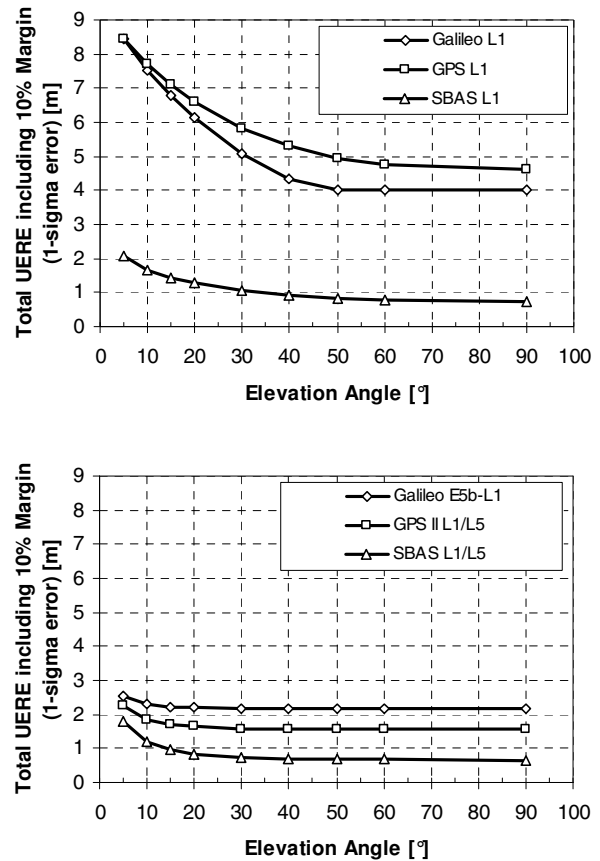 Total UERE including 10% Margin
(1-sigma error) [m]
9
8
7
6
5
4
3
2
1
0
Galileo L1
GPS L1
SBAS L1
0 10 20 30 40 50 60 70 80 90 100
Elevation Angle [°]
Total UERE including 10% Margin
(1-sigma error) [m]
9
8
7
6
5
4
3
2
1
0
Galileo E5b-L1
GPS II L1/L5
SBAS L1/L5
0 10 20 30 40 50 60 70 80 90 100
Elevation Angle [°]